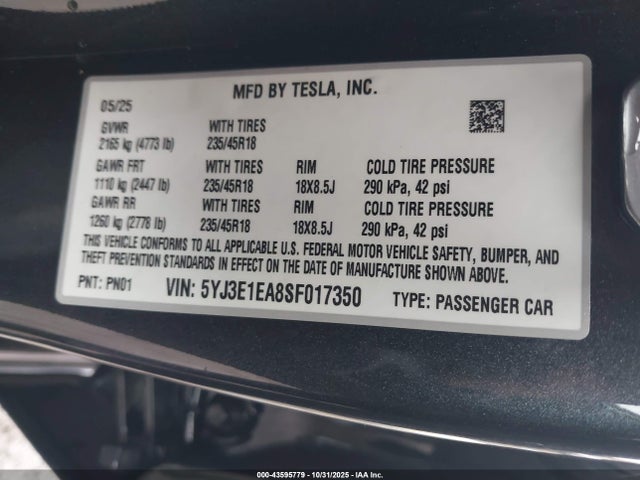 MFD BY TESLA, INC.
05/25
GVWR WITH TIRES
2165 kg (4773 lb) 235/45R18
GAWR FRT WITH TIRES RIM COLD TIRE PRESSURE
1110 kg (2447 lb) 235/45R18 18X8.5J 290 kPa, 42 psi
GAWR RR WITH TIRES RIM COLD TIRE PRESSURE
1260 kg (2778 lb) 235/45R18 18X8.5J 290 kPa, 42 psi
THIS VEHICLE CONFORMS TO ALL APPLICABLE U.S. FEDERAL MOTOR VEHICLE SAFETY, BUMPER, AND
THEFT PREVENTION STANDARDS IN EFFECT ON THE DATE OF MANUFACTURE SHOWN ABOVE.
PNT: PN01 VIN: 5YJ3E1EA8SF017350 TYPE: PASSENGER CAR
000-43595779 - 10/31/2025 - IAA Inc.